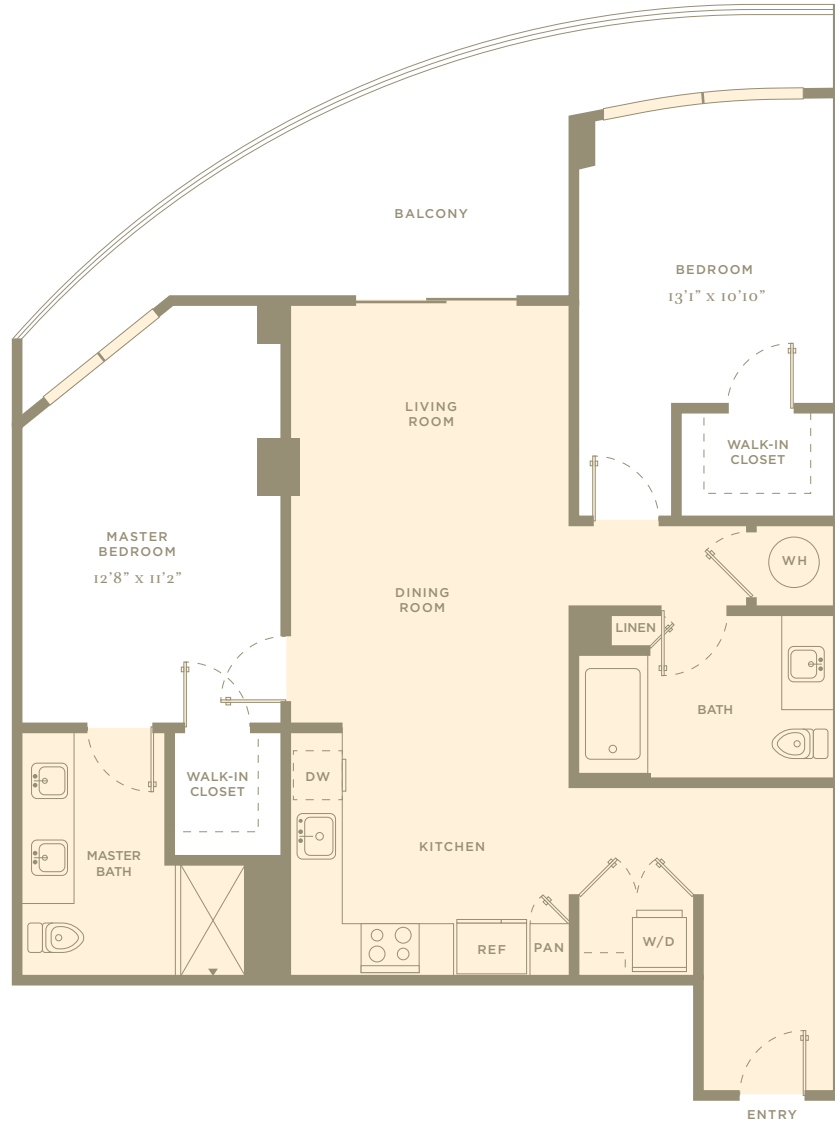 BALCONY
BEDROOM
13’1” x 10’10”
LIVING
ROOM
WALK-IN
CLOSET
MASTER
BEDROOM
12’8” x 11’2”
WH
DINING
ROOM
LINEN
BATH
DW
WALK-IN
CLOSET
KITCHEN
MASTER
BATH
REF
PAN
W/D
ENTRY